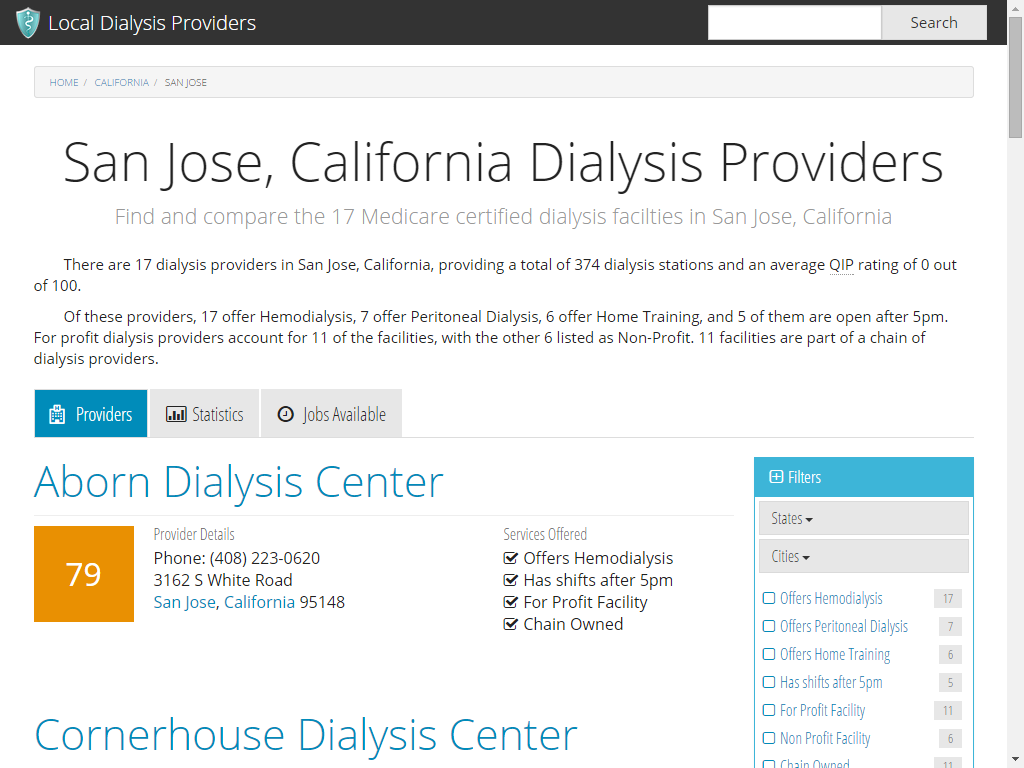 Local Dialysis Providers
Search
HOME / CALIFORNIA / SAN JOSE
San Jose, California Dialysis Providers
Find and compare the 17 Medicare certified dialysis facilties in San Jose, California
There are 17 dialysis providers in San Jose, California, providing a total of 374 dialysis stations and an average QIP rating of 0 out
of 100.
Of these providers, 17 offer Hemodialysis, 7 offer Peritoneal Dialysis, 6 offer Home Training, and 5 of them are open after 5pm.
For profit dialysis providers account for 11 of the facilities, with the other 6 listed as Non-Profit. 11 facilities are part of a chain of
dialysis providers.
Providers
Statistics
Jobs Available
Aborn Dialysis Center
79
Provider Details
Phone: (408) 223-0620
3162 S White Road
San Jose, California 95148
Services Offered
Offers Hemodialysis
Has shifts after 5pm
For Profit Facility
Chain Owned
Cornerhouse Dialysis Center
Filters
States
Cities
Offers Hemodialysis 17
Offers Peritoneal Dialysis 7
Offers Home Training 6
Has shifts after 5pm 5
For Profit Facility 11
Non Profit Facility 6
Chain Owned 11